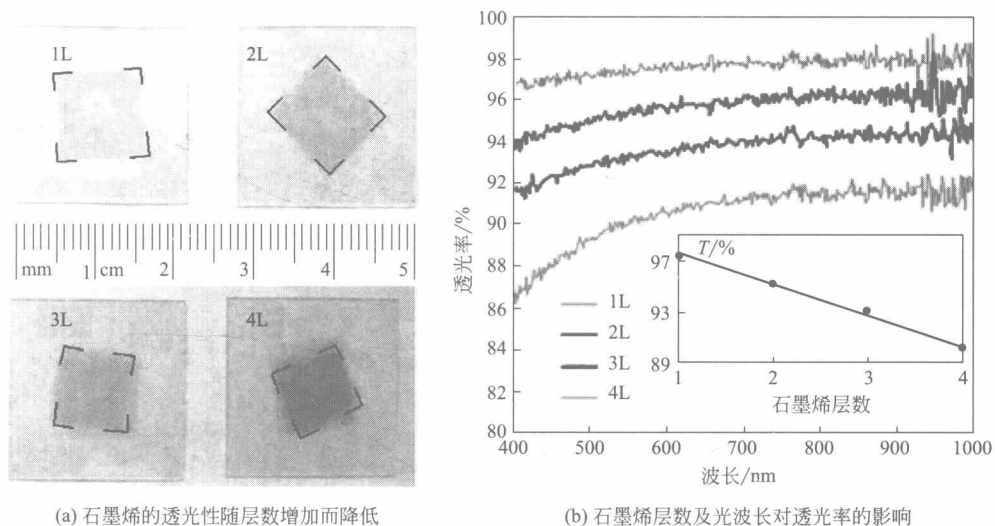 1L
2L
mm 1 cm 2 3 4 5
3L
4L
(a) 石墨烯的透光性随层数增加而降低
100
98
96
94
92
90
88
86
84
82
80
透光率/%
400 500 600 700 800 900 1000
波长/nm
1L
2L
3L
4L
T/%
97
93
89
1 2 3 4
石墨烯层数
(b) 石墨烯层数及光波长对透光率的影响